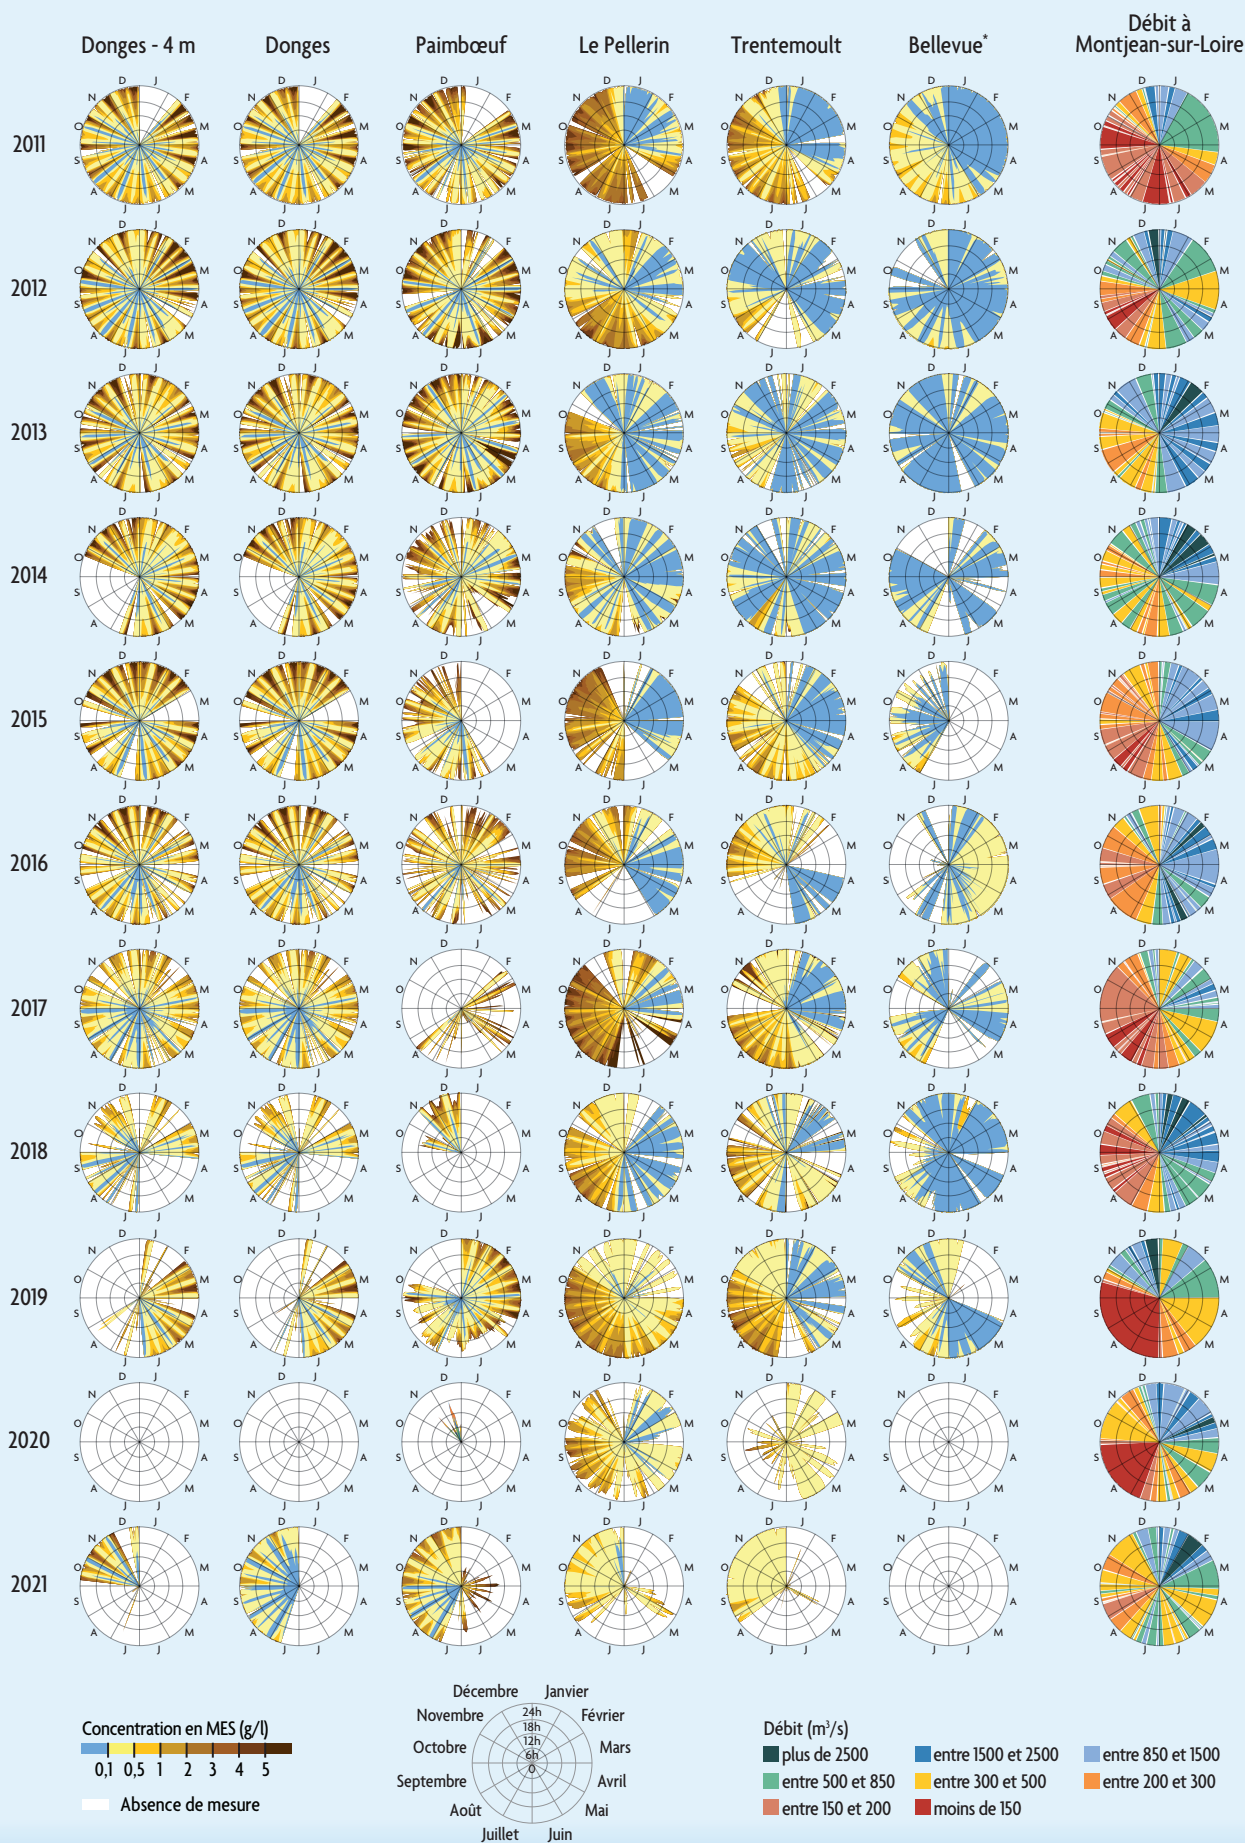 Donges - 4 m Donges Paimbœuf Le Pellerin Trentemoult Bellevue* Débit à Montjean-sur-Loire
2011
D J F M A M J J A S O N
2012
D J F M A M J J A S O N
2013
D J F M A M J J A S O N
2014
D J F M A M J J A S O N
2015
D J F M A M J J A S O N
2016
D J F M A M J J A S O N
2017
D J F M A M J J A S O N
2018
D J F M A M J J A S O N
2019
D J F M A M J J A S O N
2020
D J F M A M J J A S O N
2021
D J F M A M J J A S O N
Concentration en MES (g/l)
0,1 0,5 1 2 3 4 5
Absence de mesure
Décembre Janvier
Novembre 24h Février
18h
Octobre 12h Mars
6h
0
Septembre Avril
Août Mai
Juillet Juin
Débit (m³/s)
plus de 2500 entre 1500 et 2500 entre 850 et 1500
entre 500 et 850 entre 300 et 500 entre 200 et 300
entre 150 et 200 moins de 150